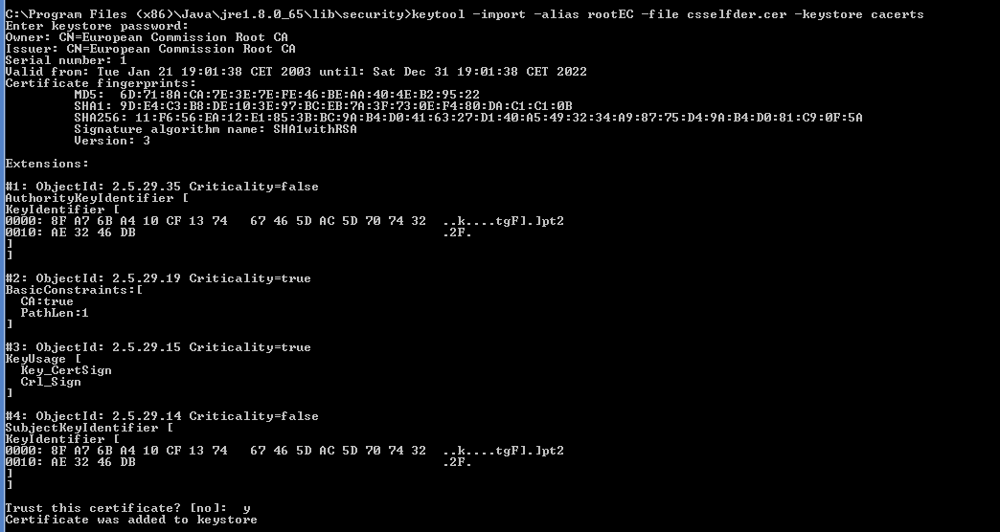 C:\Program Files (x86)\Java\jre1.8.0_65\lib\security>keytool -import -alias rootEC -file csselfder.cer -keystore cacerts
Enter keystore password:
Owner: CN=European Commission Root CA
Issuer: CN=European Commission Root CA
Serial number: 1
Valid from: Tue Jan 21 19:01:38 CET 2003 until: Sat Dec 31 19:01:38 CET 2022
Certificate fingerprints:
         MD5:  6D:71:8A:CA:7E:3E:7E:FE:46:BE:AA:40:4E:B2:95:22
         SHA1: 9D:E4:C3:B8:DE:10:3E:97:BC:EB:7A:3F:73:0E:F4:80:DA:C1:C1:0B
         SHA256: 11:F6:56:EA:12:E1:85:3B:BC:9A:B4:D0:41:63:27:D1:40:A5:49:32:34:A9:87:75:D4:9A:B4:D0:81:C9:0F:5A
         Signature algorithm name: SHA1withRSA
         Version: 3
Extensions:
#1: ObjectId: 2.5.29.35 Criticality=false
AuthorityKeyIdentifier [
KeyIdentifier [
0000: 8F A7 6B A4 10 CF 13 74   67 46 5D AC 5D 70 74 32  ..k....tgF].]pt2
0010: AE 32 46 DB                                        .2F.
]
]
#2: ObjectId: 2.5.29.19 Criticality=true
BasicConstraints:[
  CA:true
  PathLen:1
]
#3: ObjectId: 2.5.29.15 Criticality=true
KeyUsage [
  Key_CertSign
  Crl_Sign
]
#4: ObjectId: 2.5.29.14 Criticality=false
SubjectKeyIdentifier [
KeyIdentifier [
0000: 8F A7 6B A4 10 CF 13 74   67 46 5D AC 5D 70 74 32  ..k....tgF].]pt2
0010: AE 32 46 DB                                        .2F.
]
]
Trust this certificate? [no]:  y
Certificate was added to keystore